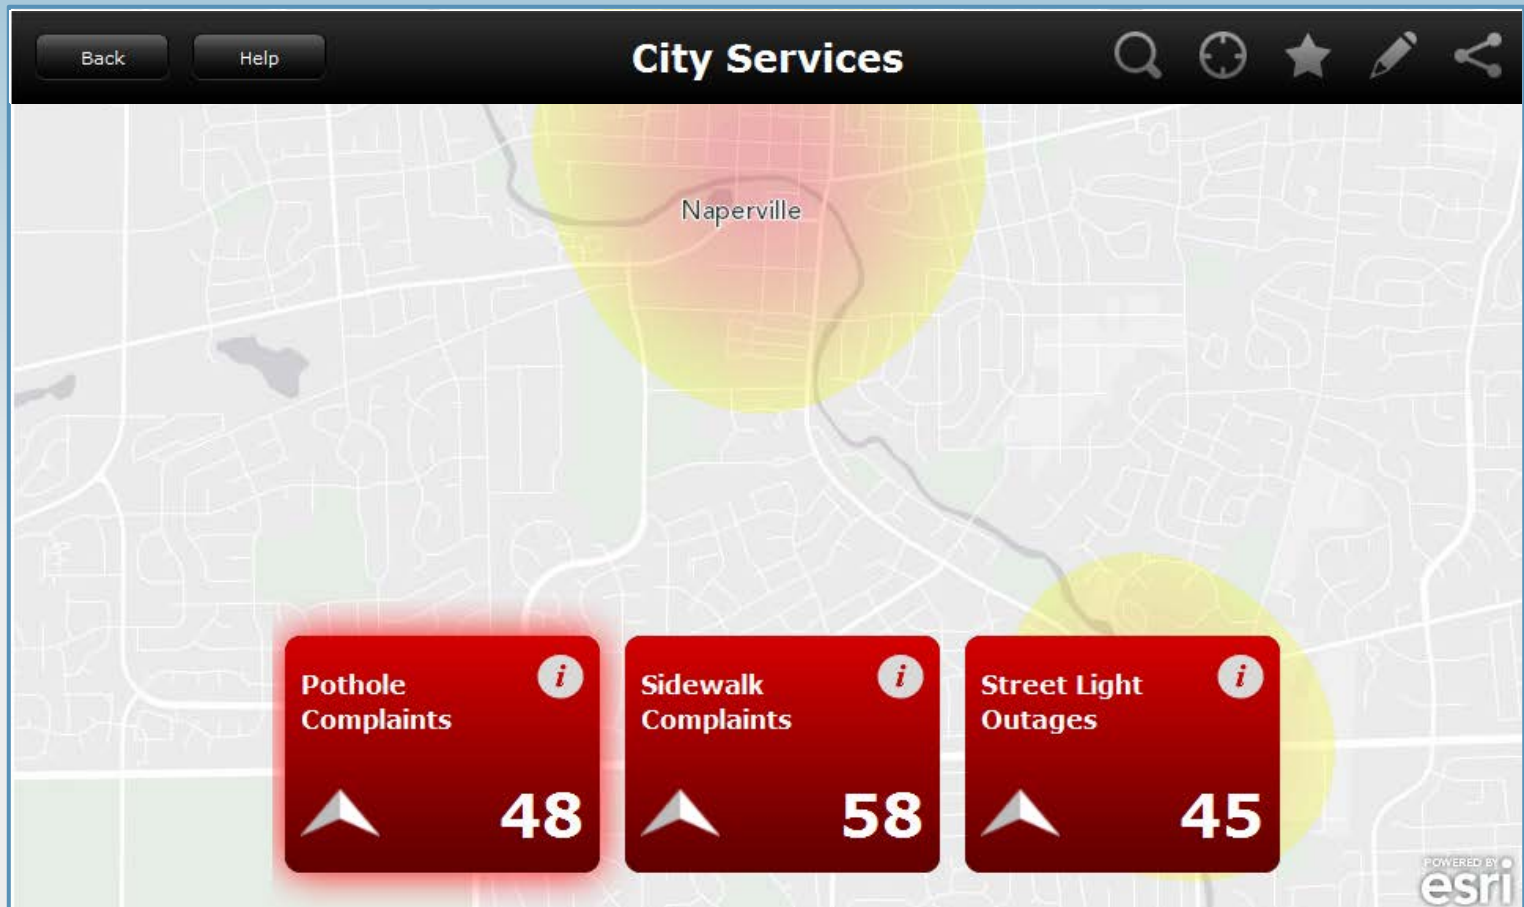 Back
Help
City Services
Naperville
Pothole
Complaints
i
48
Sidewalk
Complaints
i
58
Street Light
Outages
i
45
POWERED BY
esri